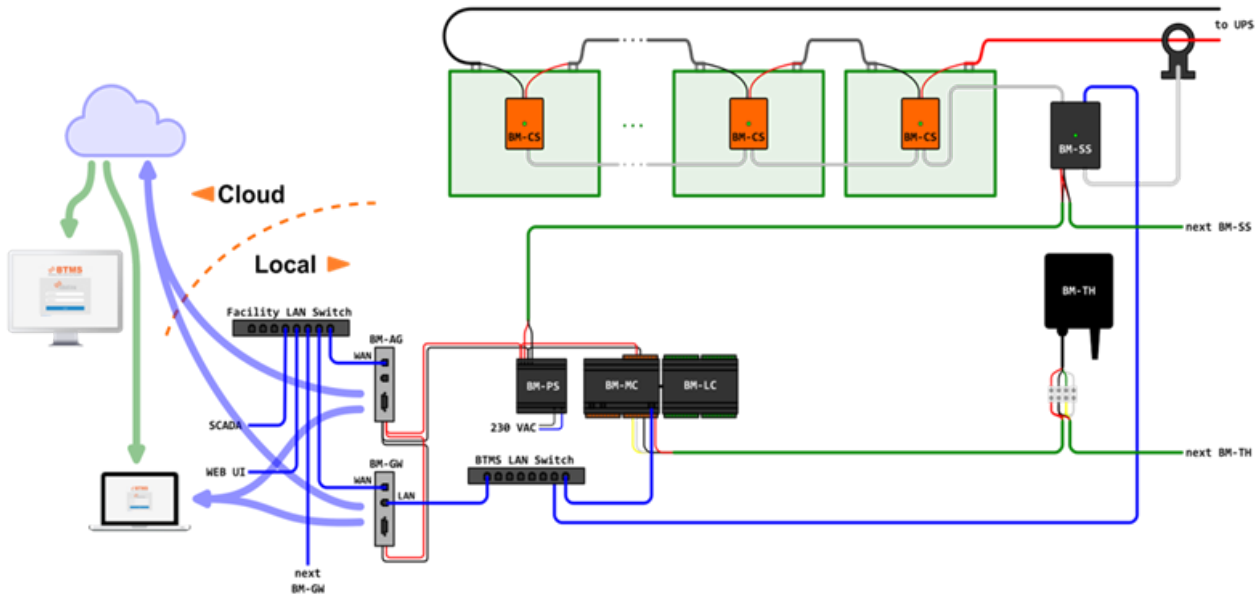 to UPS
BM-CS
BM-CS
BM-CS
BM-SS
Cloud
next BM-SS
BTMS
Local
BM-TH
Facility LAN Switch
BM-AG
WAN
BM-PS
BM-MC
BM-LC
SCADA
230 VAC
next BM-TH
BTMS LAN Switch
BM-GW
WEB UI
WAN
LAN
next
BM-GW